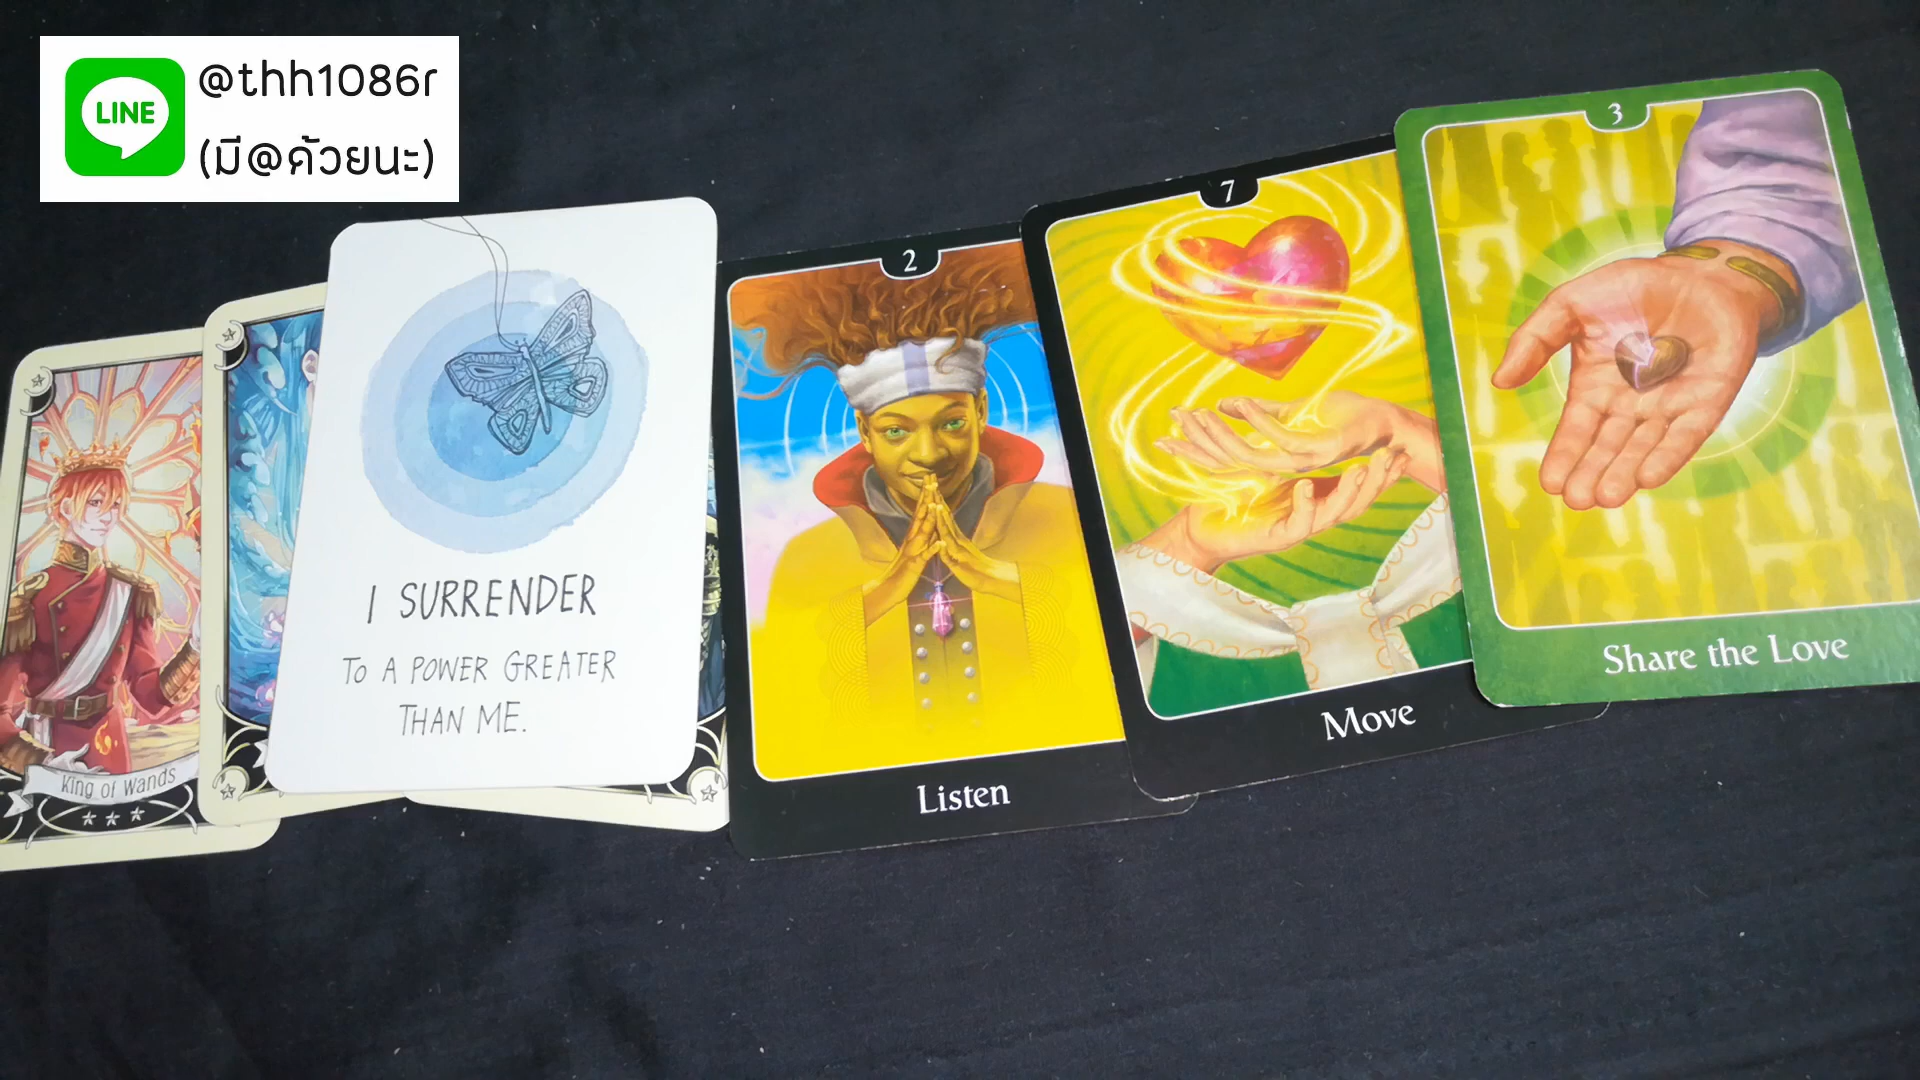 LINE
@thh1086r
(มี@ด้วยนะ)
King of Wands
I SURRENDER
TO A POWER GREATER
THAN ME.
2
Listen
7
Move
3
Share the Love